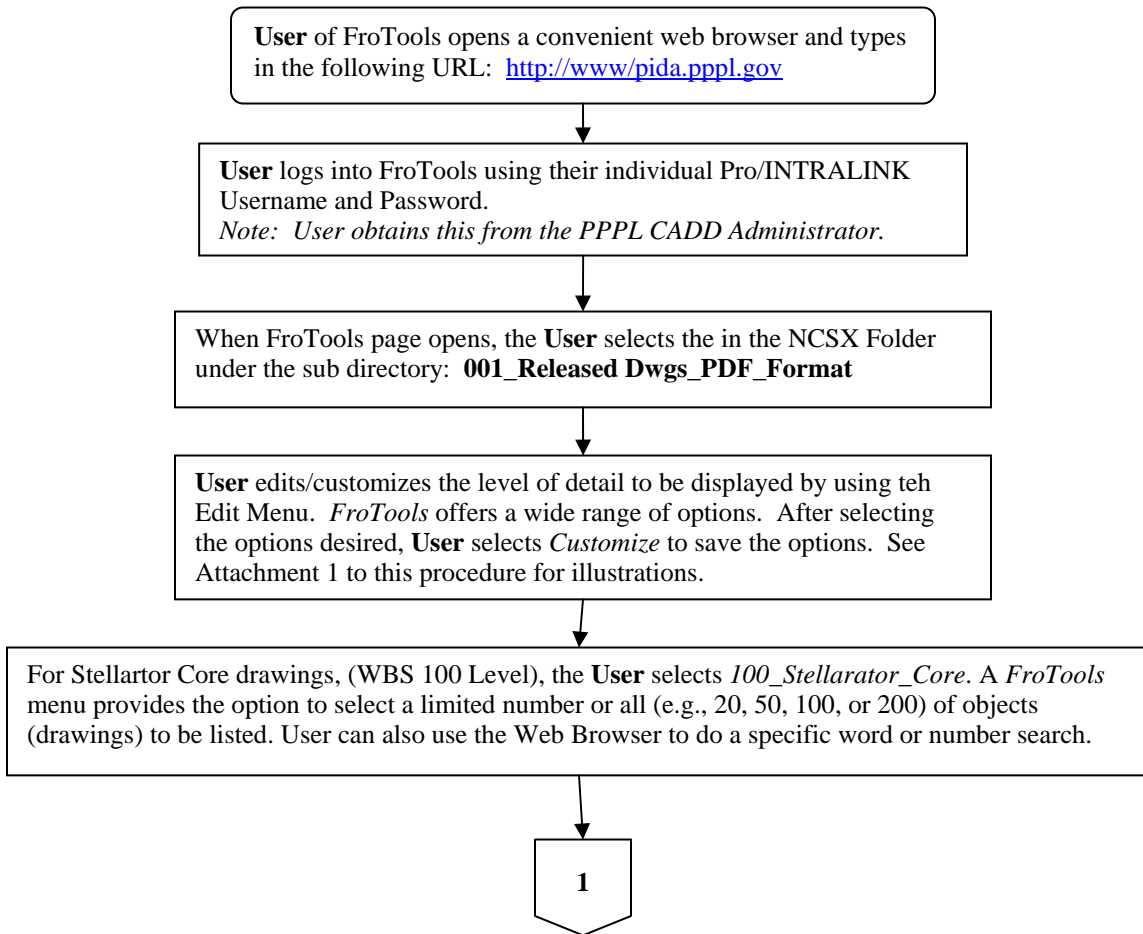 User of FroTools opens a convenient web browser and types
in the following URL: http://www/pida.pppl.gov
User logs into FroTools using their individual Pro/INTRALINK
Username and Password.
Note: User obtains this from the PPPL CADD Administrator.
When FroTools page opens, the User selects the in the NCSX Folder
under the sub directory: 001_Released Dwgs_PDF_Format
User edits/customizes the level of detail to be displayed by using teh
Edit Menu. FroTools offers a wide range of options. After selecting
the options desired, User selects Customize to save the options. See
Attachment 1 to this procedure for illustrations.
For Stellartor Core drawings, (WBS 100 Level), the User selects 100_Stellarator_Core. A FroTools
menu provides the option to select a limited number or all (e.g., 20, 50, 100, or 200) of objects
(drawings) to be listed. User can also use the Web Browser to do a specific word or number search.
1